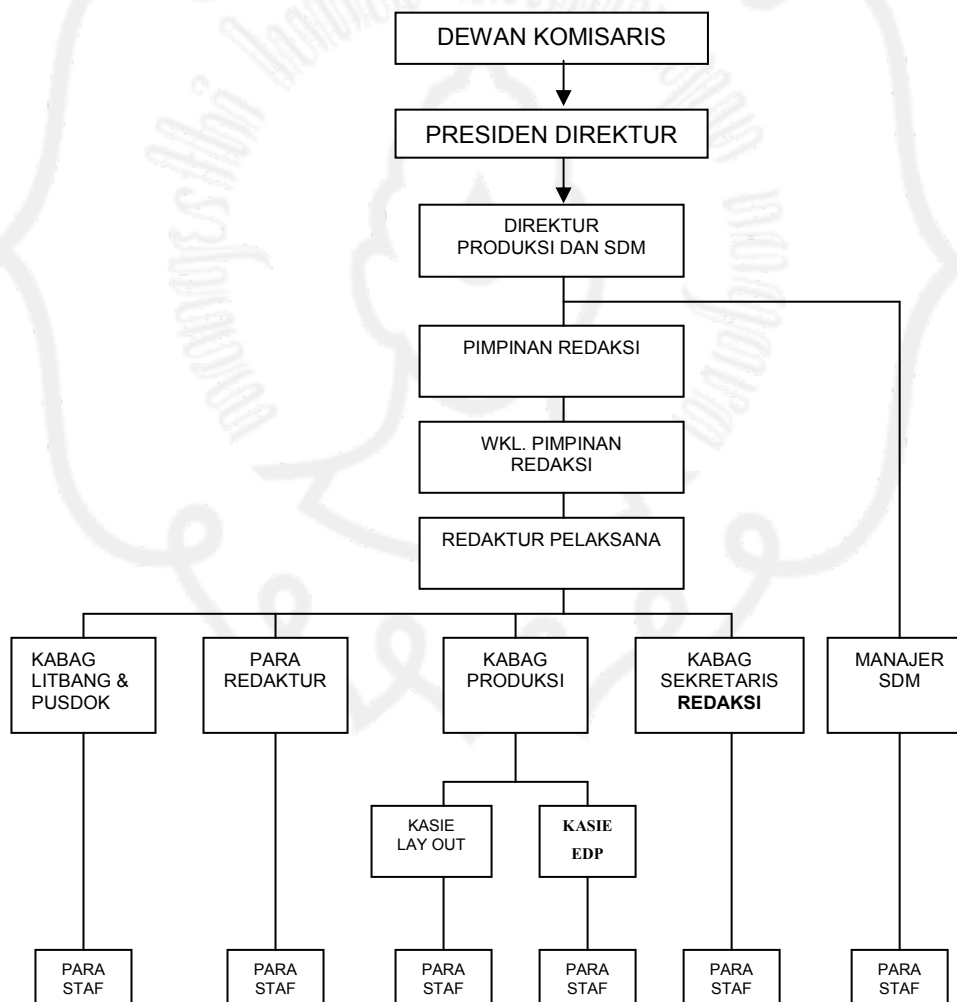 DEWAN KOMISARIS
PRESIDEN DIREKTUR
DIREKTUR
PRODUKSI DAN SDM
PIMPINAN REDAKSI
WKL. PIMPINAN
REDAKSI
REDAKTUR PELAKSANA
KABAG
LITBANG &
PUSDOK
PARA
REDAKTUR
KABAG
PRODUKSI
KABAG
SEKRETARIS
REDAKSI
MANAJER
SDM
KASIE
LAY OUT
KASIE
EDP
PARA
STAF
PARA
STAF
PARA
STAF
PARA
STAF
PARA
STAF
PARA
STAF